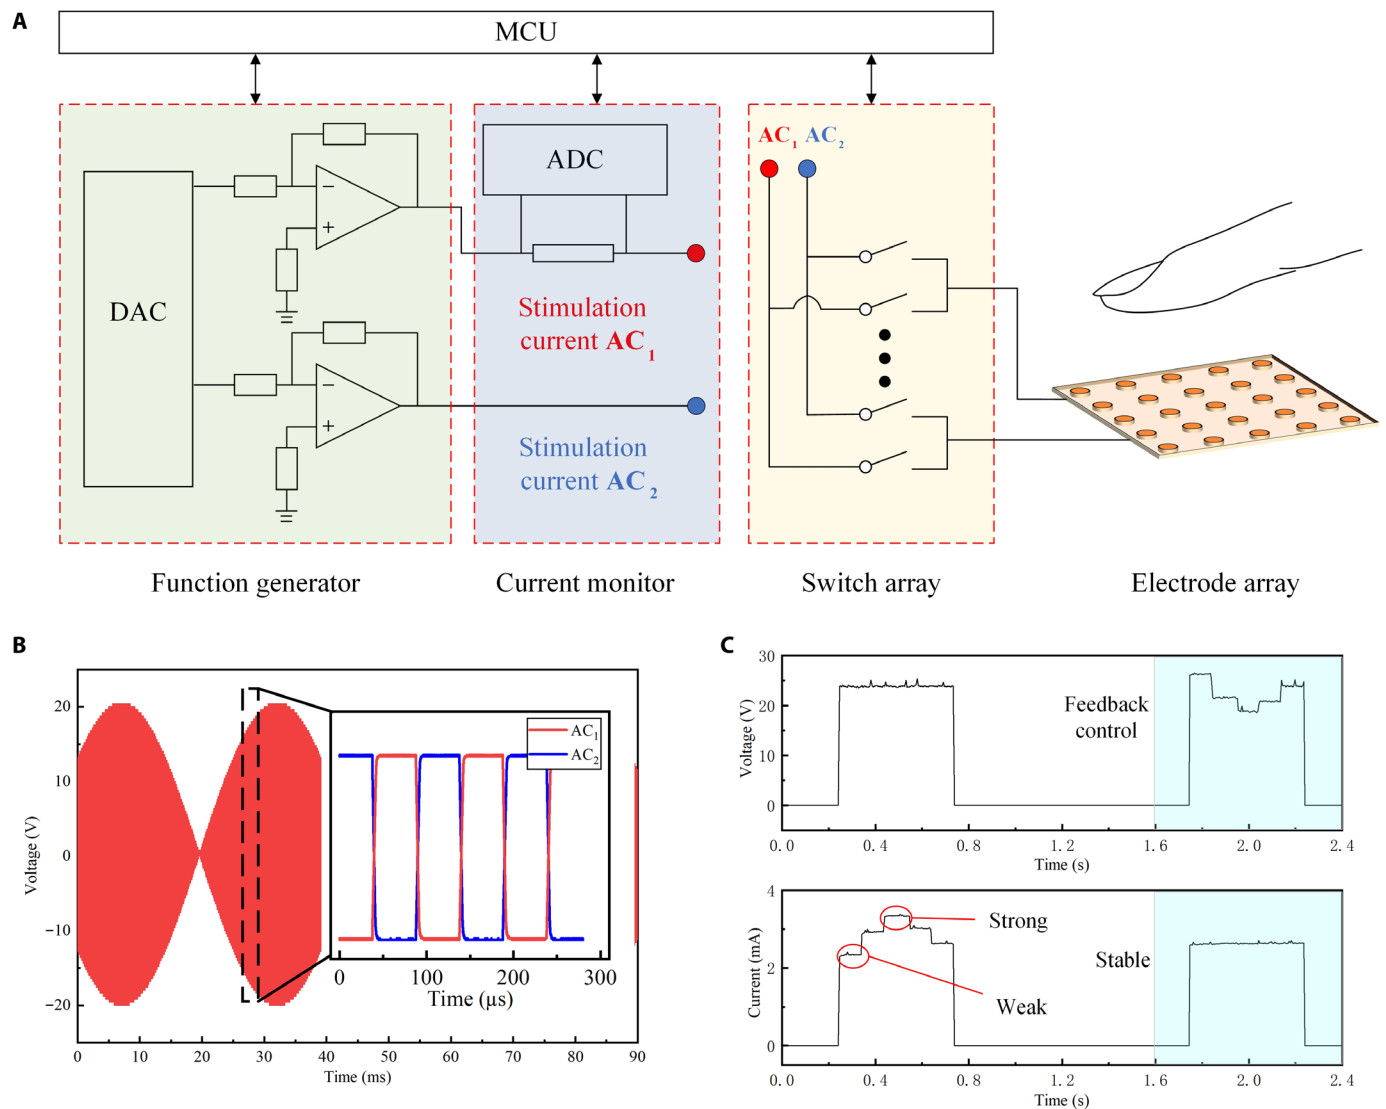 A
MCU
DAC
−
+
−
+
ADC
Stimulation
current AC1
Stimulation
current AC2
AC1 AC2
Function generator
Current monitor
Switch array
Electrode array
B
Voltage (V)
20
10
0
−10
−20
0 10 20 30 40 50 60 70 80 90
Time (ms)
AC1
AC2
0 100 200 300
Time (µs)
C
Voltage (V)
30
20
10
0
Feedback
control
0.0 0.4 0.8 1.2 1.6 2.0 2.4
Time (s)
Current (mA)
4
2
0
Strong
Weak
Stable
0.0 0.4 0.8 1.2 1.6 2.0 2.4
Time (s)